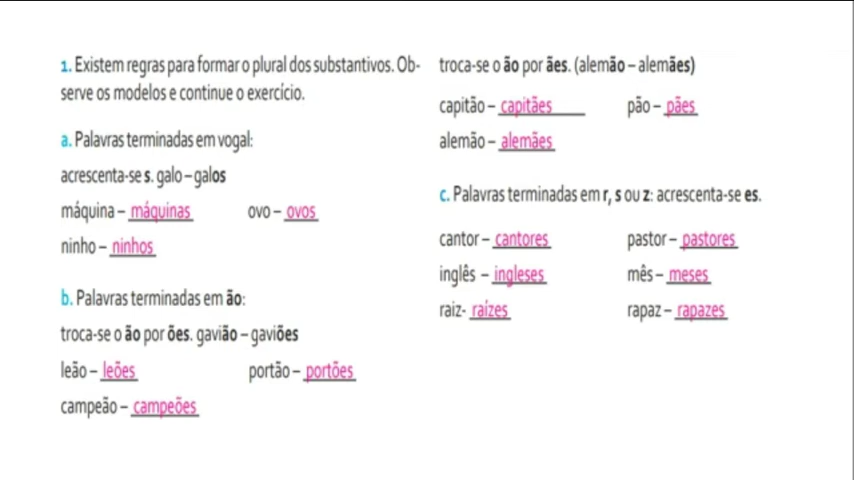 1. Existem regras para formar o plural dos substantivos. Ob-
serve os modelos e continue o exercício.
a. Palavras terminadas em vogal:
acrescenta-se s. galo – galos
máquina – máquinas ovo – ovos
ninho – ninhos
b. Palavras terminadas em ão:
troca-se o ão por ões. gavião – gaviões
leão – leões portão – portões
campeão – campeões
troca-se o ão por ães. (alemão – alemães)
capitão – capitães pão – pães
alemão – alemães
c. Palavras terminadas em r, s ou z: acrescenta-se es.
cantor – cantores pastor – pastores
inglês – ingleses mês – meses
raiz- raízes rapaz – rapazes